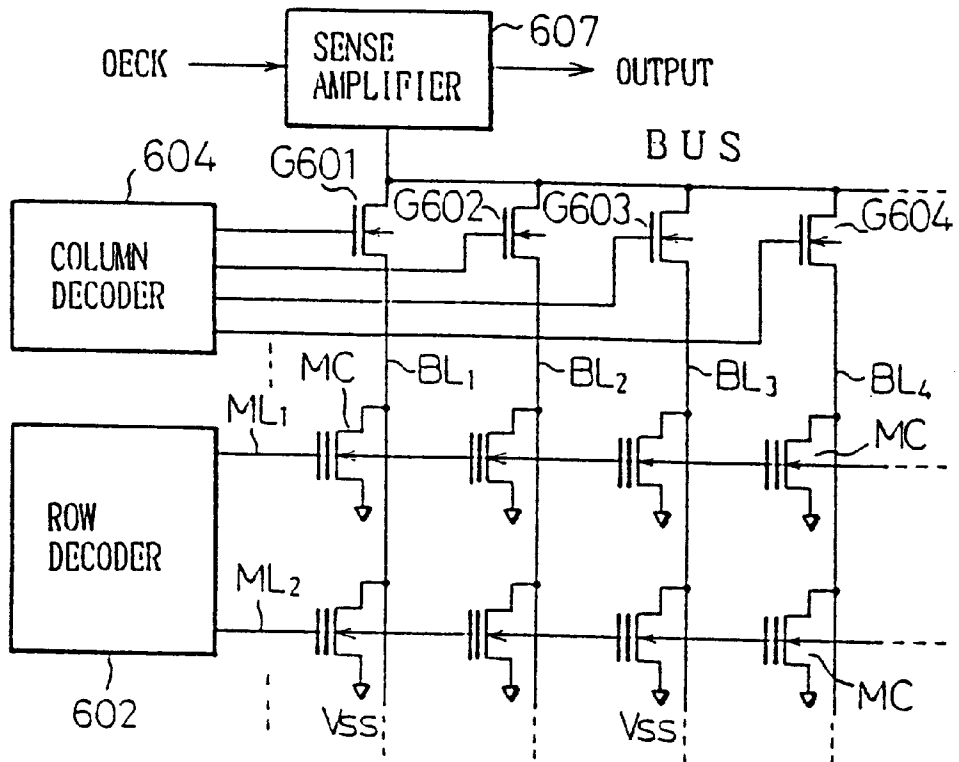 607
OECK
SENSE
AMPLIFIER
OUTPUT
BUS
604
G601
G602
G603
G604
COLUMN
DECODER
BL1
BL2
BL3
BL4
MC
ML1
MC
ROW
DECODER
ML2
MC
602
VSS
VSS